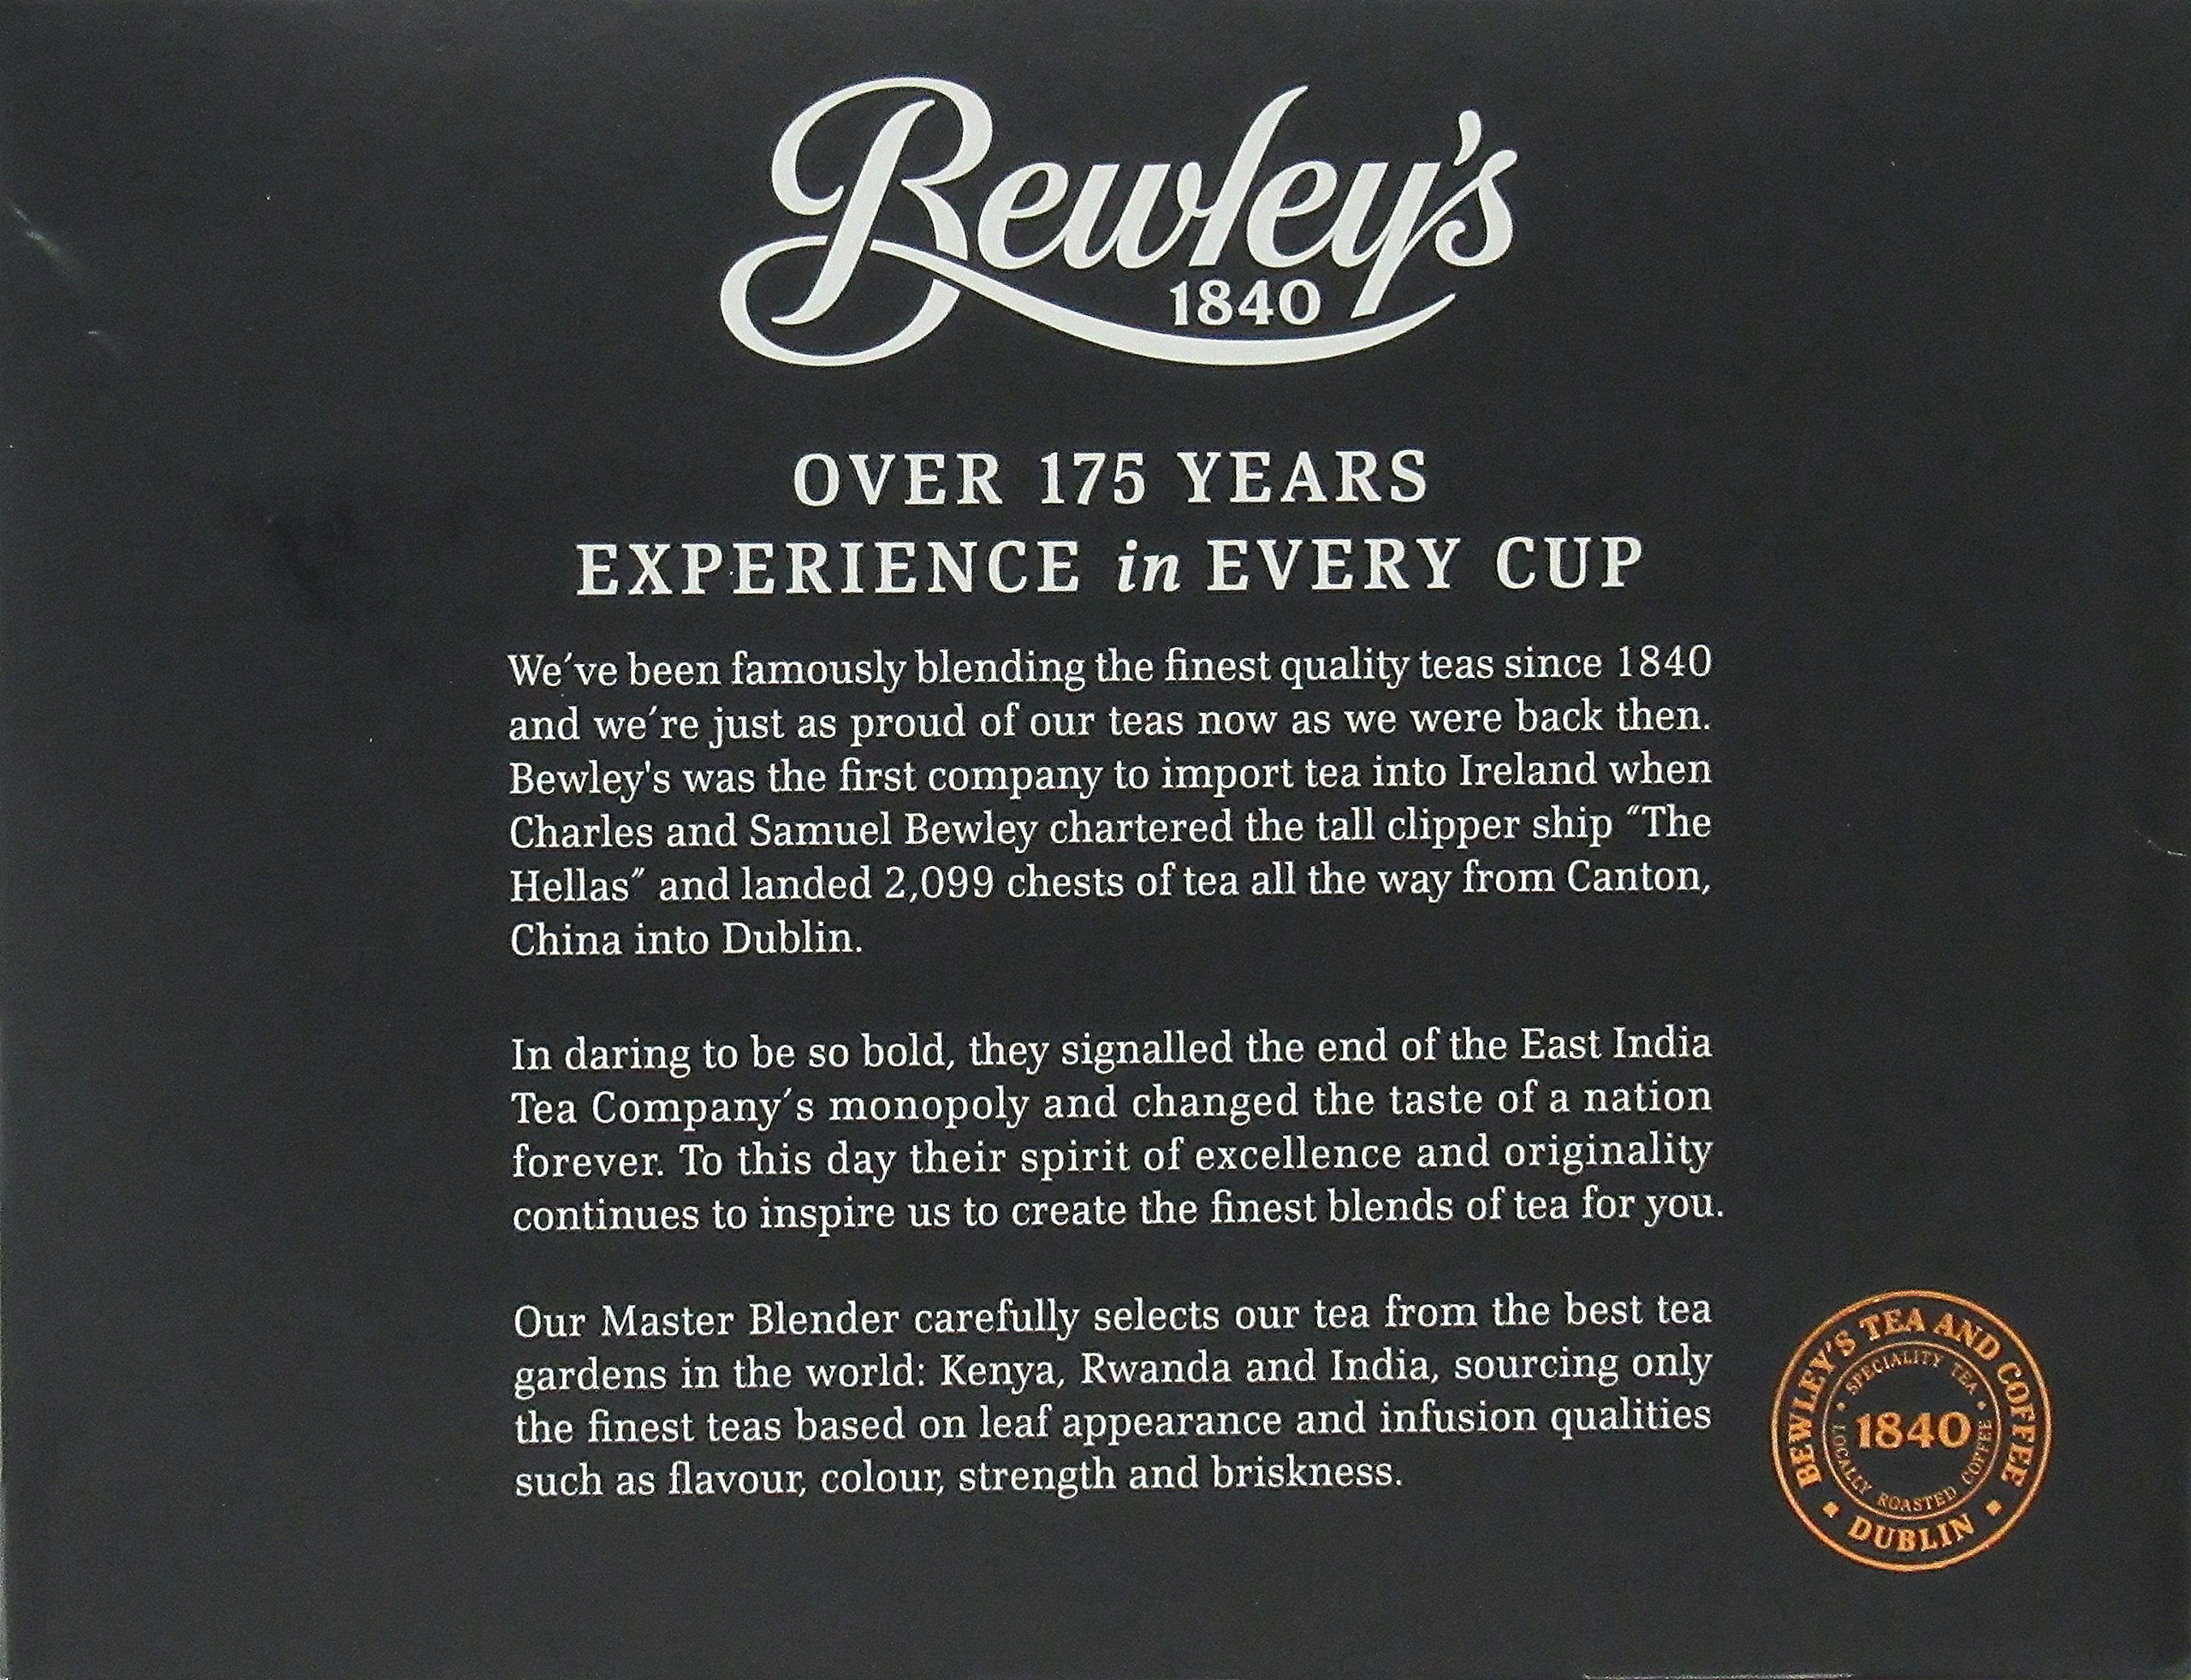 Bewley's
1840
OVER 175 YEARS
EXPERIENCE in EVERY CUP
We´ve been famously blending the finest quality teas since 1840
and we´re just as proud of our teas now as we were back then.
Bewley's was the first company to import tea into Ireland when
Charles and Samuel Bewley chartered the tall clipper ship ˝The
Hellas˝ and landed 2,099 chests of tea all the way from Canton,
China into Dublin.
In daring to be so bold, they signalled the end of the East India
Tea Company´s monopoly and changed the taste of a nation
forever. To this day their spirit of excellence and originality
continues to inspire us to create the finest blends of tea for you.
Our Master Blender carefully selects our tea from the best tea
gardens in the world: Kenya, Rwanda and India, sourcing only
the finest teas based on leaf appearance and infusion qualities
such as flavour, colour, strength and briskness.
BEWLEY'S TEA AND COFFEE
SPECIALITY TEA
1840
LOCALLY ROASTED COFFEE
DUBLIN